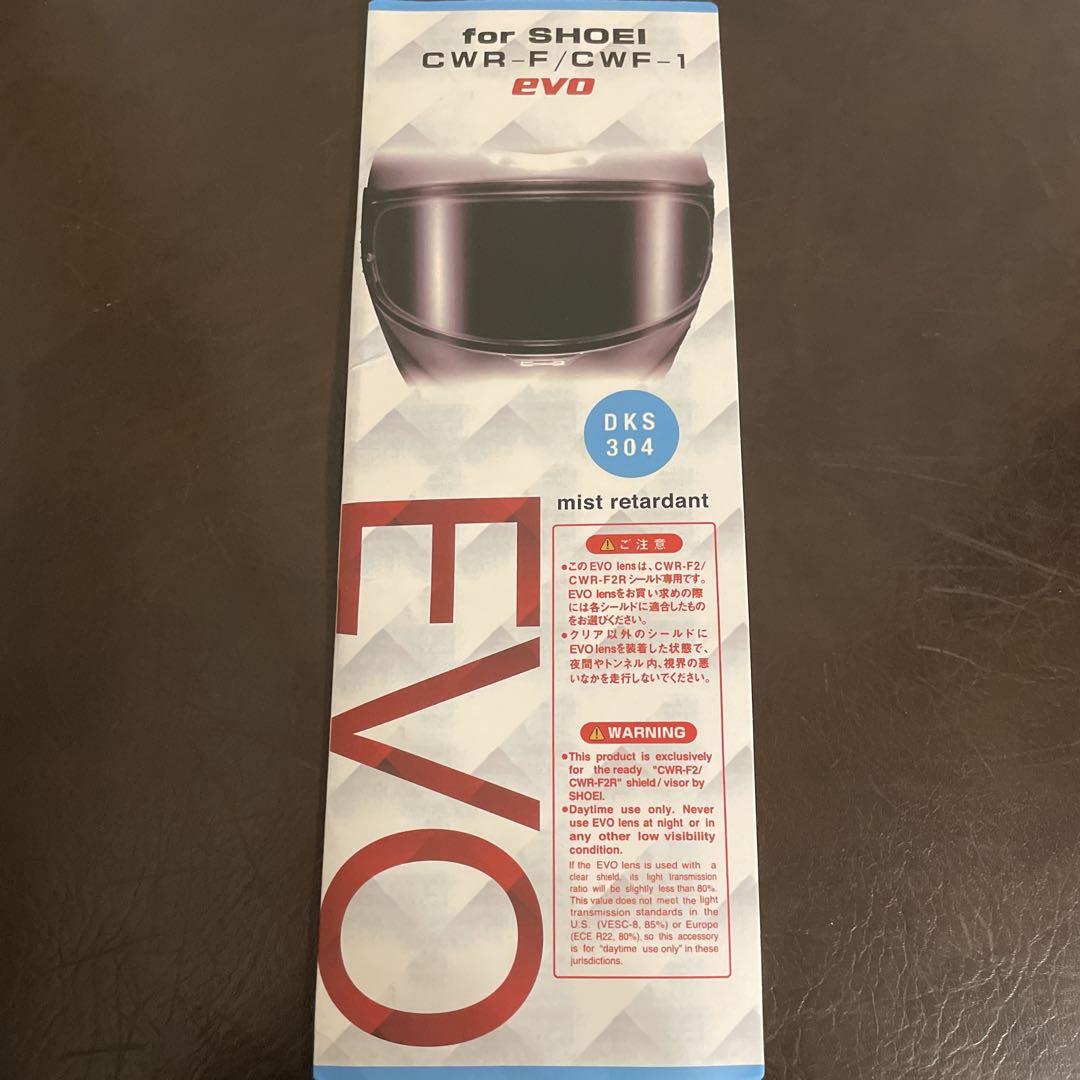 for SHOEI
CWR-F/CWF-1
evo
DKS
304
mist retardant
EVO
⚠ご注意
●このEVO lensは、CWR-F2/
CWR-F2Rシールド専用です。
EVO lensをお買い求めの際
には各シールドに適合したもの
をお選びください。
●クリア以外のシールドに
EVO lensを装着した状態で、
夜間やトンネル内、視界の悪
いなかを走行しないでください。
⚠WARNING
●This product is exclusively
for the ready "CWR-F2/
CWR-F2R" shield/visor by
SHOEI.
●Daytime use only. Never
use EVO lens at night or in
any other low visibility
condition.
If the EVO lens is used with a
clear shield, its light transmission
ratio will be slightly less than 80%.
This value does not meet the light
transmission standards in the
U.S. (VESC-8, 85%) or Europe
(ECE R22, 80%), so this accessory
is for "daytime use only" in these
jurisdictions.